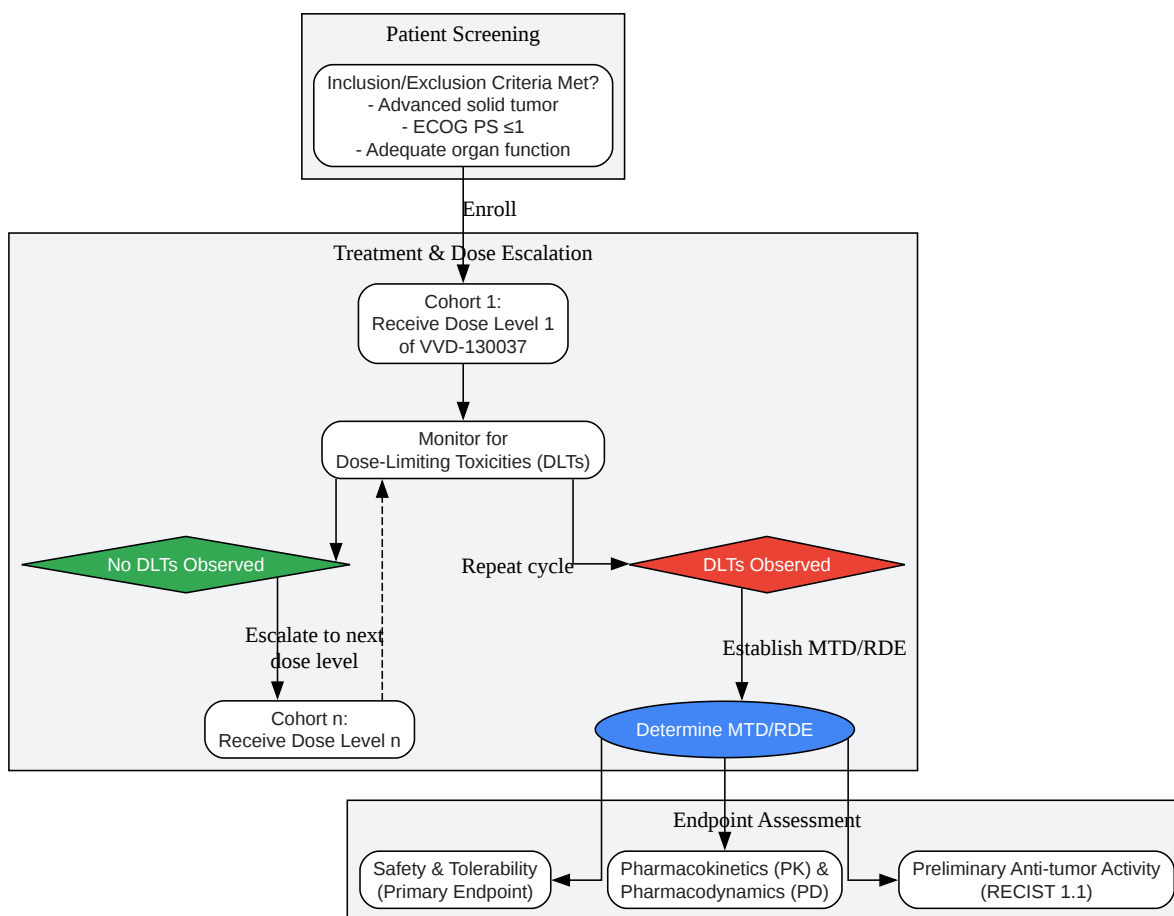 Patient Screening
Inclusion/Exclusion Criteria Met?
- Advanced solid tumor
- ECOG PS ≤1
- Adequate organ function
Enroll
Treatment & Dose Escalation
Cohort 1:
Receive Dose Level 1
of VVD-130037
Monitor for
Dose-Limiting Toxicities (DLTs)
No DLTs Observed
Repeat cycle
DLTs Observed
Escalate to next
dose level
Establish MTD/RDE
Cohort n:
Receive Dose Level n
Determine MTD/RDE
Endpoint Assessment
Safety & Tolerability
(Primary Endpoint)
Pharmacokinetics (PK) &
Pharmacodynamics (PD)
Preliminary Anti-tumor Activity
(RECIST 1.1)